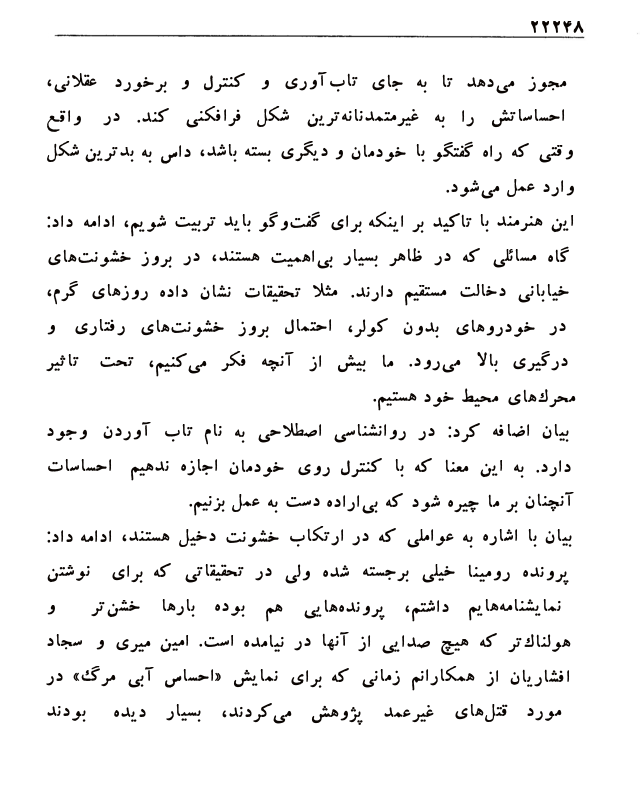 ۲۲۲۴۸
مجوز می‌دهد تا به جای تاب‌آوری و کنترل و برخورد عقلانی،
احساساتش را به غیرمتمدنانه‌ترین شکل فرافکنی کند. در واقع
وقتی که راه گفتگو با خودمان و دیگری بسته باشد، داس به بدترین شکل
وارد عمل می‌شود.
این هنرمند با تاکید بر اینکه برای گفت‌وگو باید تربیت شویم، ادامه داد:
گاه مسائلی که در ظاهر بسیار بی‌اهمیت هستند، در بروز خشونت‌های
خیابانی دخالت مستقیم دارند. مثلا تحقیقات نشان داده روزهای گرم،
در خودروهای بدون کولر، احتمال بروز خشونت‌های رفتاری و
درگیری بالا می‌رود. ما بیش از آنچه فکر می‌کنیم، تحت تاثیر
محرك‌های محیط خود هستیم.
بیان اضافه کرد: در روانشناسی اصطلاحی به نام تاب آوردن وجود
دارد. به این معنا که با کنترل روی خودمان اجازه ندهیم احساسات
آنچنان بر ما چیره شود که بی‌اراده دست به عمل بزنیم.
بیان با اشاره به عواملی که در ارتکاب خشونت دخیل هستند، ادامه داد:
پرونده رومینا خیلی برجسته شده ولی در تحقیقاتی که برای نوشتن
نمایشنامه‌هایم داشتم، پرونده‌هایی هم بوده بارها خشن‌تر و
هولناك‌تر که هیچ صدایی از آنها در نیامده است. امین میری و سجاد
افشاریان از همکارانم زمانی که برای نمایش «احساس آبی مرگ» در
مورد قتل‌های غیرعمد پژوهش می‌کردند، بسیار دیده بودند